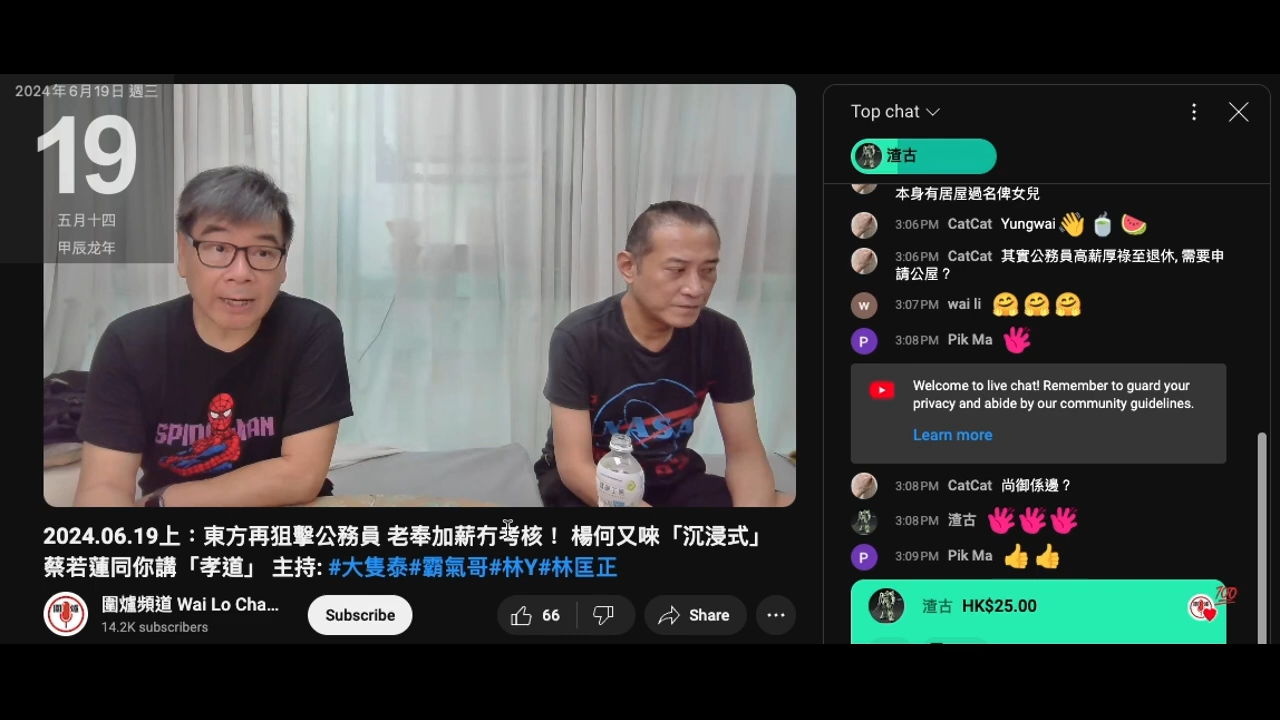 2024年6月19日 週三
19
五月十四
甲辰龙年
SPIDERMAN
NASA
2024.06.19上：東方再狙擊公務員 老奉加薪冇考核！ 楊何又唻「沉浸式」
蔡若蓮同你講「孝道」 主持: #大隻泰#霸氣哥#林Y#林匡正
圍爐頻道 Wai Lo Cha...
14.2K subscribers
Subscribe
66
Share
Top chat
渣古
本身有居屋過名俾女兒
3:06 PM CatCat Yungwai👋🍵🍉
3:06 PM CatCat 其實公務員高薪厚祿至退休, 需要申
請公屋？
W 3:07 PM wai li 🤗🤗🤗
P 3:08 PM Pik Ma
Welcome to live chat! Remember to guard your
privacy and abide by our community guidelines.
Learn more
3:08 PM CatCat 尚御係邊？
3:08 PM 渣古
P 3:09 PM Pik Ma 👍👍
渣古 HK$25.00
100